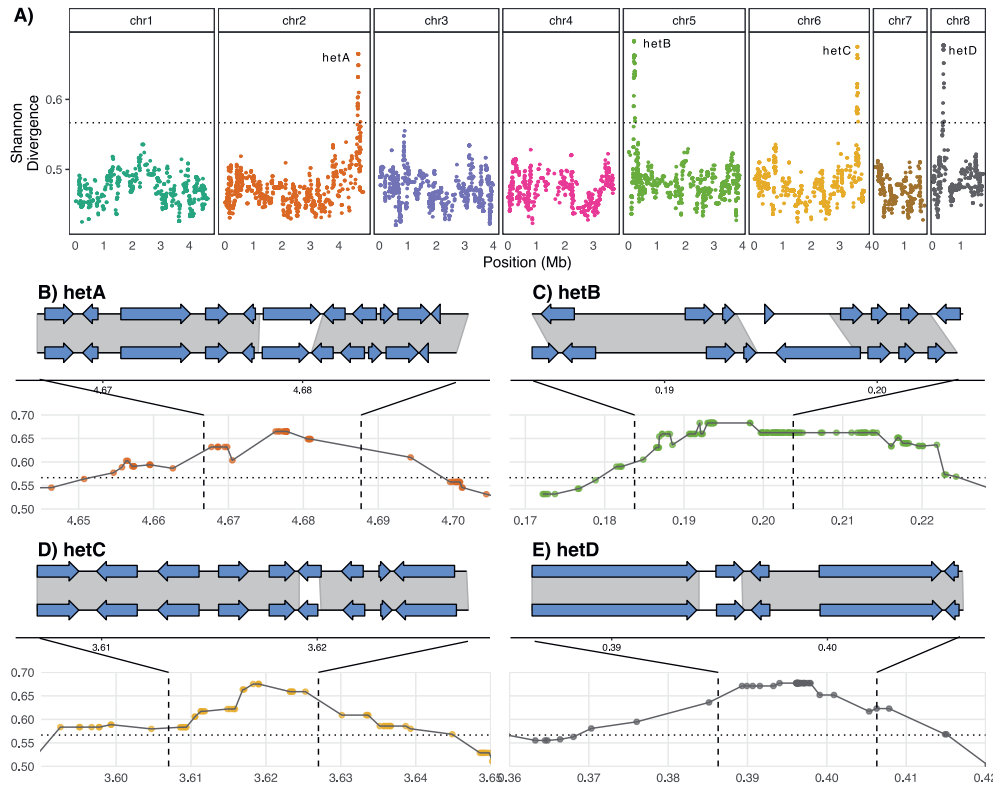 A)
chr1 chr2 chr3 chr4 chr5 chr6 chr7 chr8
hetA hetB hetC hetD
Shannon
Divergence
0.6
0.5
0 1 2 3 4 0 1 2 3 4 0 1 2 3 4 0 1 2 3 0 1 2 3 4 0 1 2 3 4 0 1 0 1
Position (Mb)
B) hetA
4.67 4.68
0.70
0.65
0.60
0.55
0.50
4.65 4.66 4.67 4.68 4.69 4.70
C) hetB
0.19 0.20
0.17 0.18 0.19 0.20 0.21 0.22
D) hetC
3.61 3.62
0.70
0.65
0.60
0.55
0.50
3.60 3.61 3.62 3.63 3.64 3.65
E) hetD
0.39 0.40
0.36 0.37 0.38 0.39 0.40 0.41 0.42